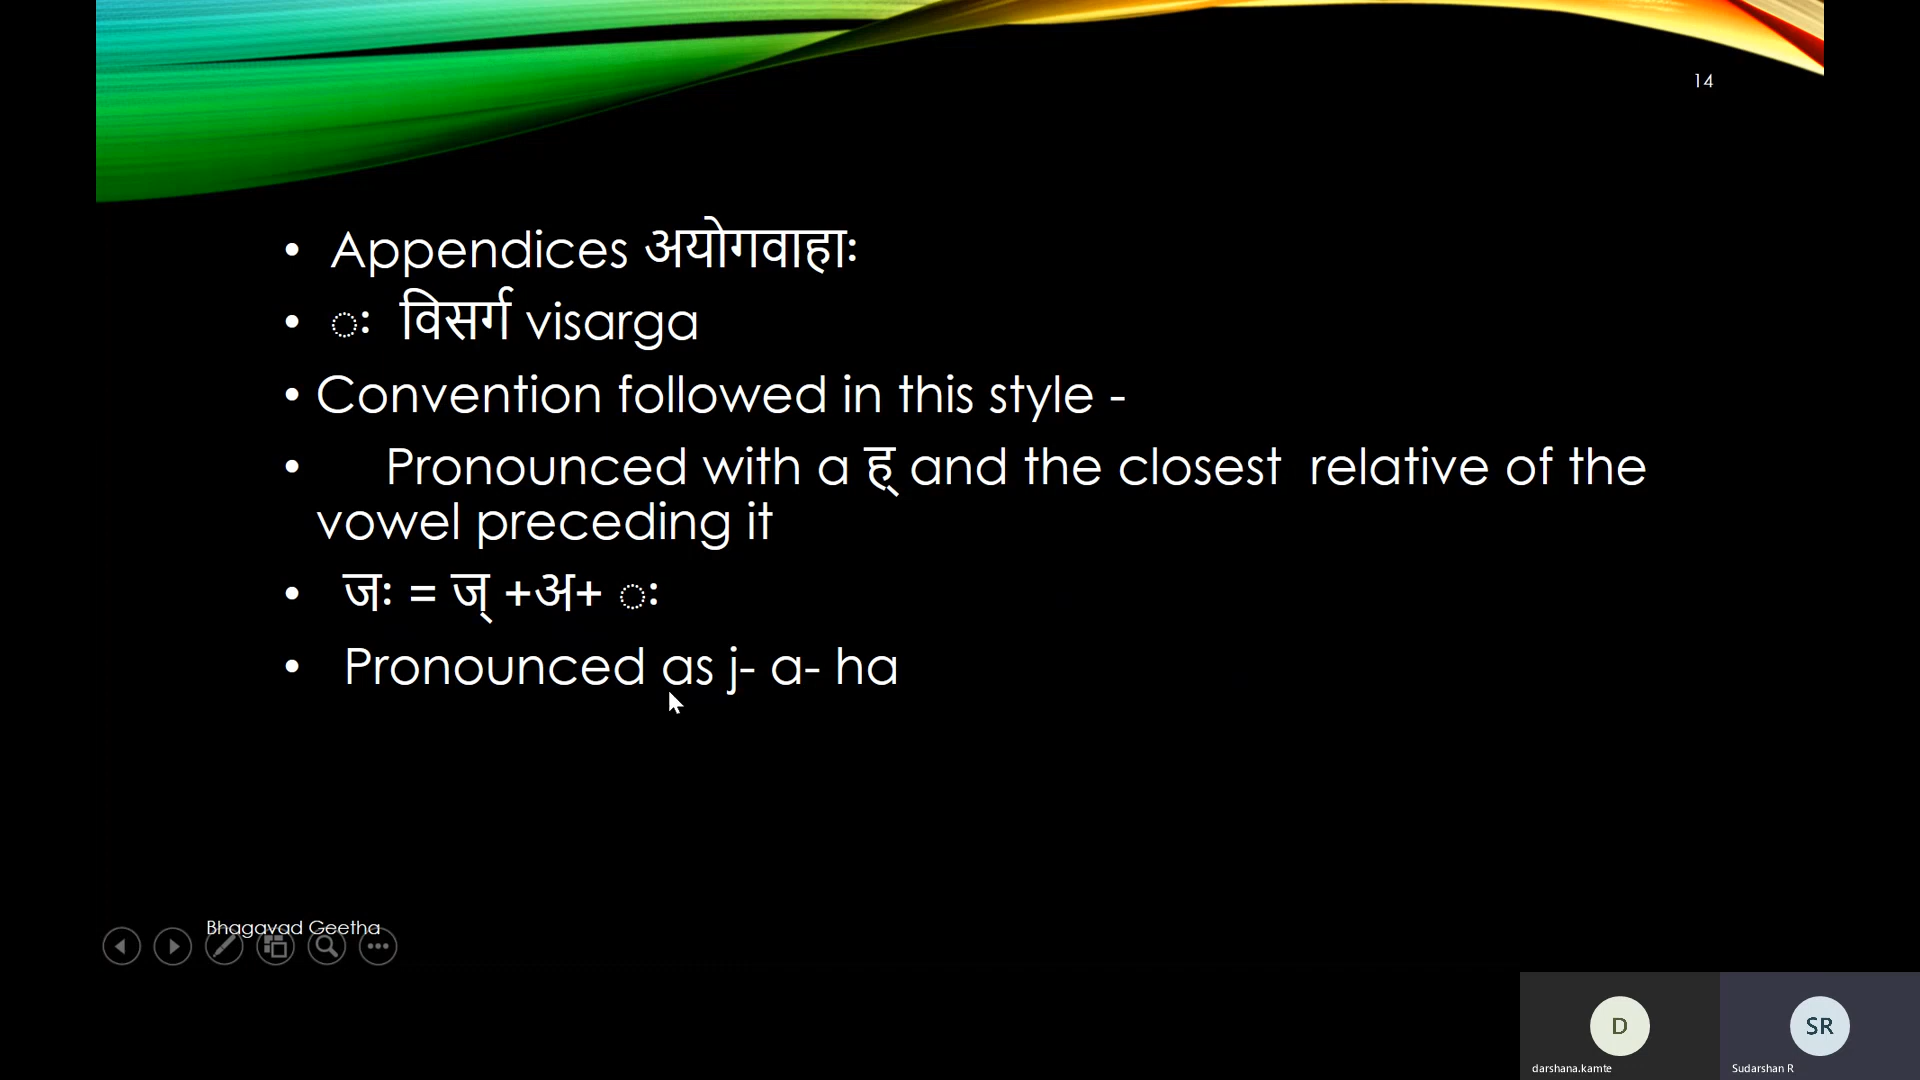 14
• Appendices अयोगवाहाः
• ः विसर्ग visarga
• Convention followed in this style -
• Pronounced with a ह् and the closest relative of the
vowel preceding it
• जः = ज् +अ+ ः
• Pronounced as j- a- ha
Bhagavad Geetha
D
SR
darshana.kamte
Sudarshan R